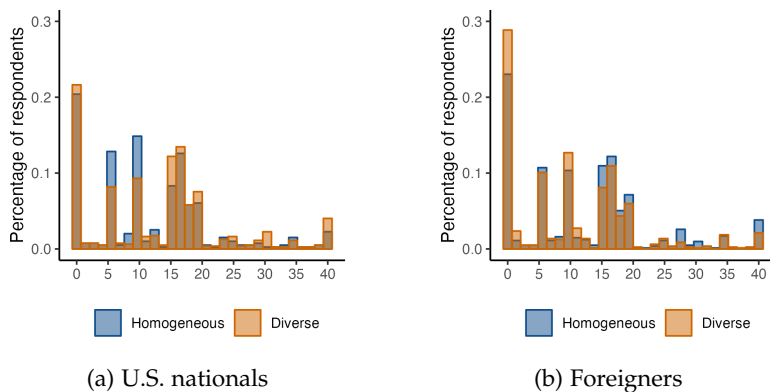 0.3
0.2
0.1
0.0
Percentage of respondents
0 5 10 15 20 25 30 35 40
Homogeneous Diverse
(a) U.S. nationals
0.3
0.2
0.1
0.0
Percentage of respondents
0 5 10 15 20 25 30 35 40
Homogeneous Diverse
(b) Foreigners